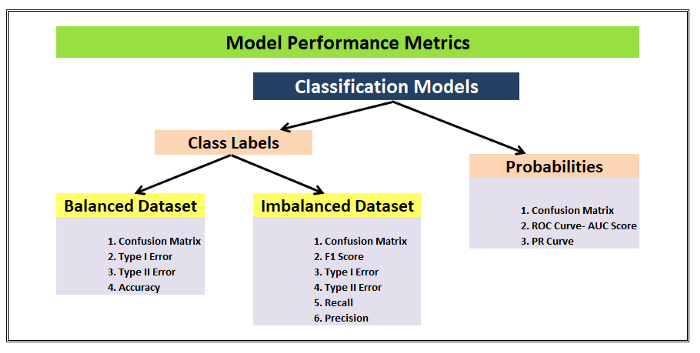 Model Performance Metrics
Classification Models
Class Labels
Probabilities
Balanced Dataset
1. Confusion Matrix
2. Type I Error
3. Type II Error
4. Accuracy
Imbalanced Dataset
1. Confusion Matrix
2. F1 Score
3. Type I Error
4. Type II Error
5. Recall
6. Precision
1. Confusion Matrix
2. ROC Curve- AUC Score
3. PR Curve